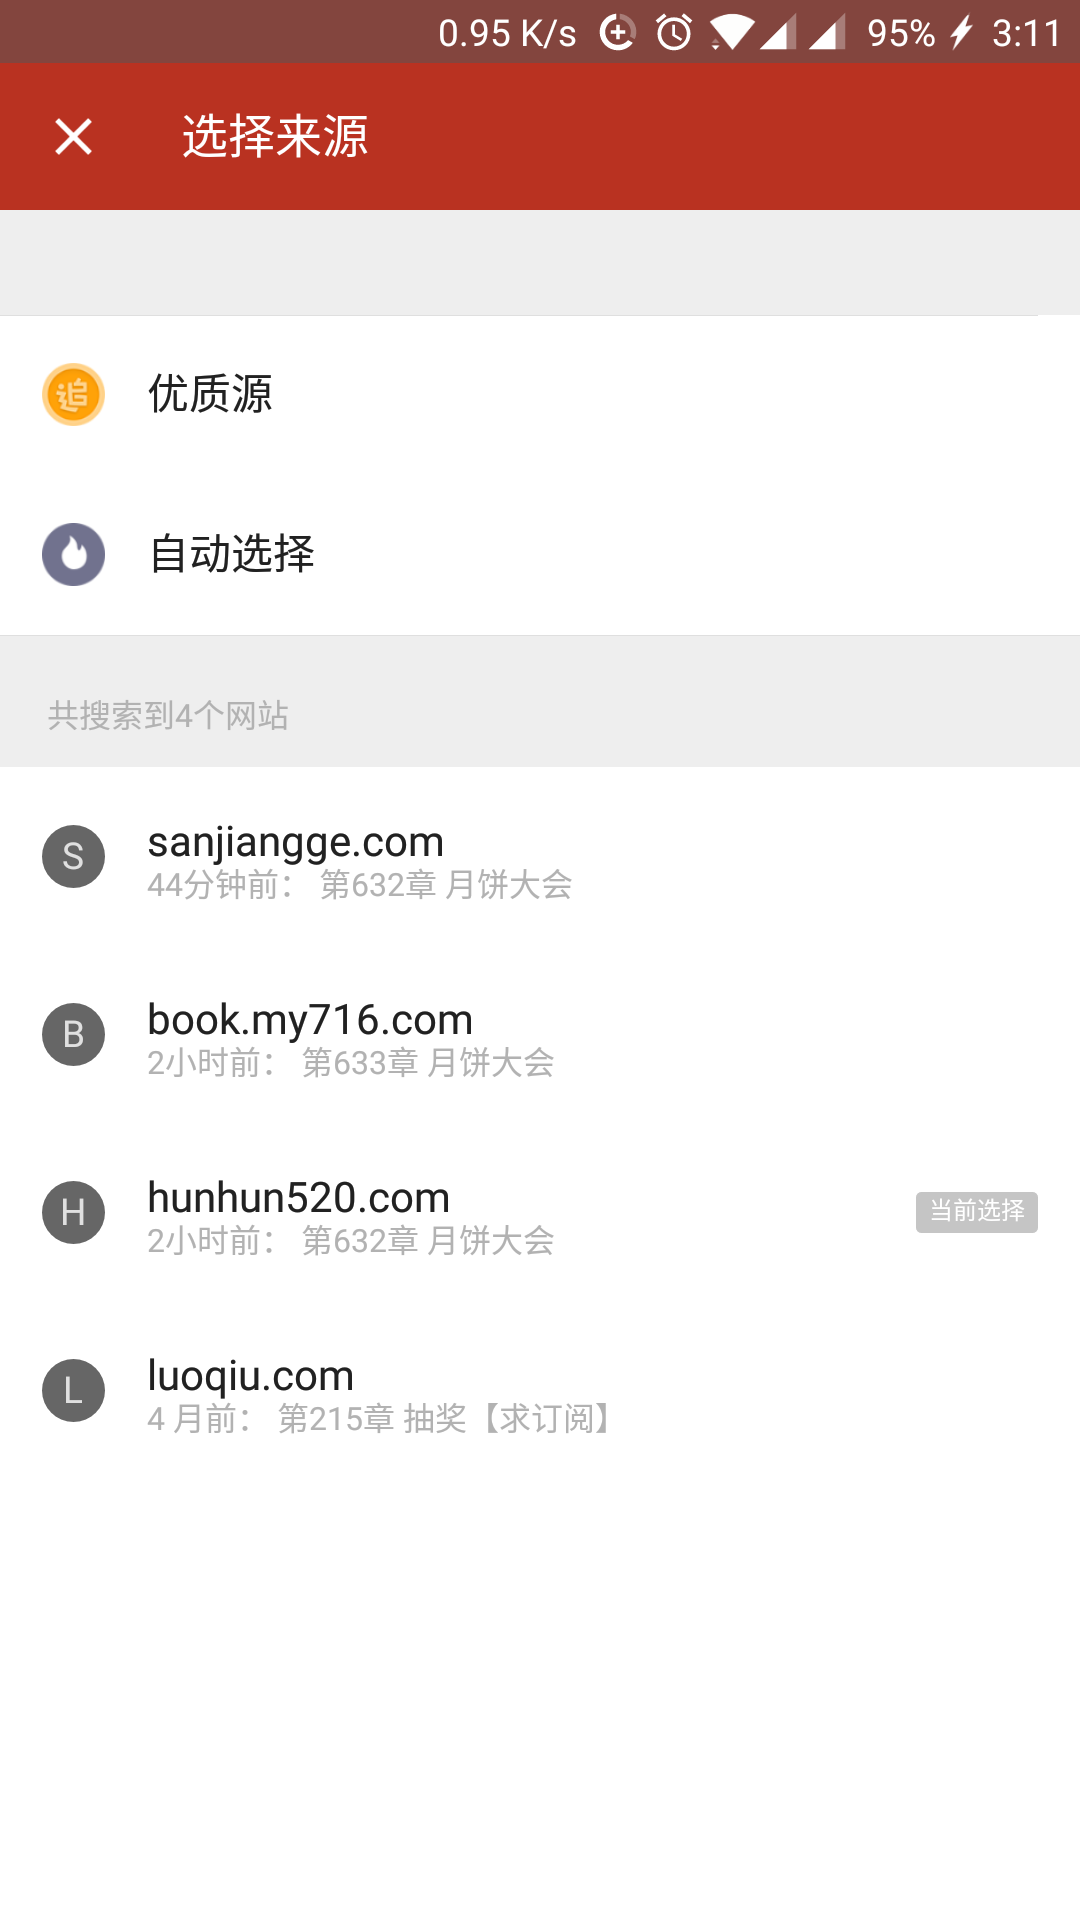 0.95 K/s 95% 3:11
选择来源
追 优质源
自动选择
共搜索到4个网站
S sanjiangge.com
44分钟前： 第632章 月饼大会
B book.my716.com
2小时前： 第633章 月饼大会
H hunhun520.com
当前选择
2小时前： 第632章 月饼大会
L luoqiu.com
4 月前： 第215章 抽奖【求订阅】